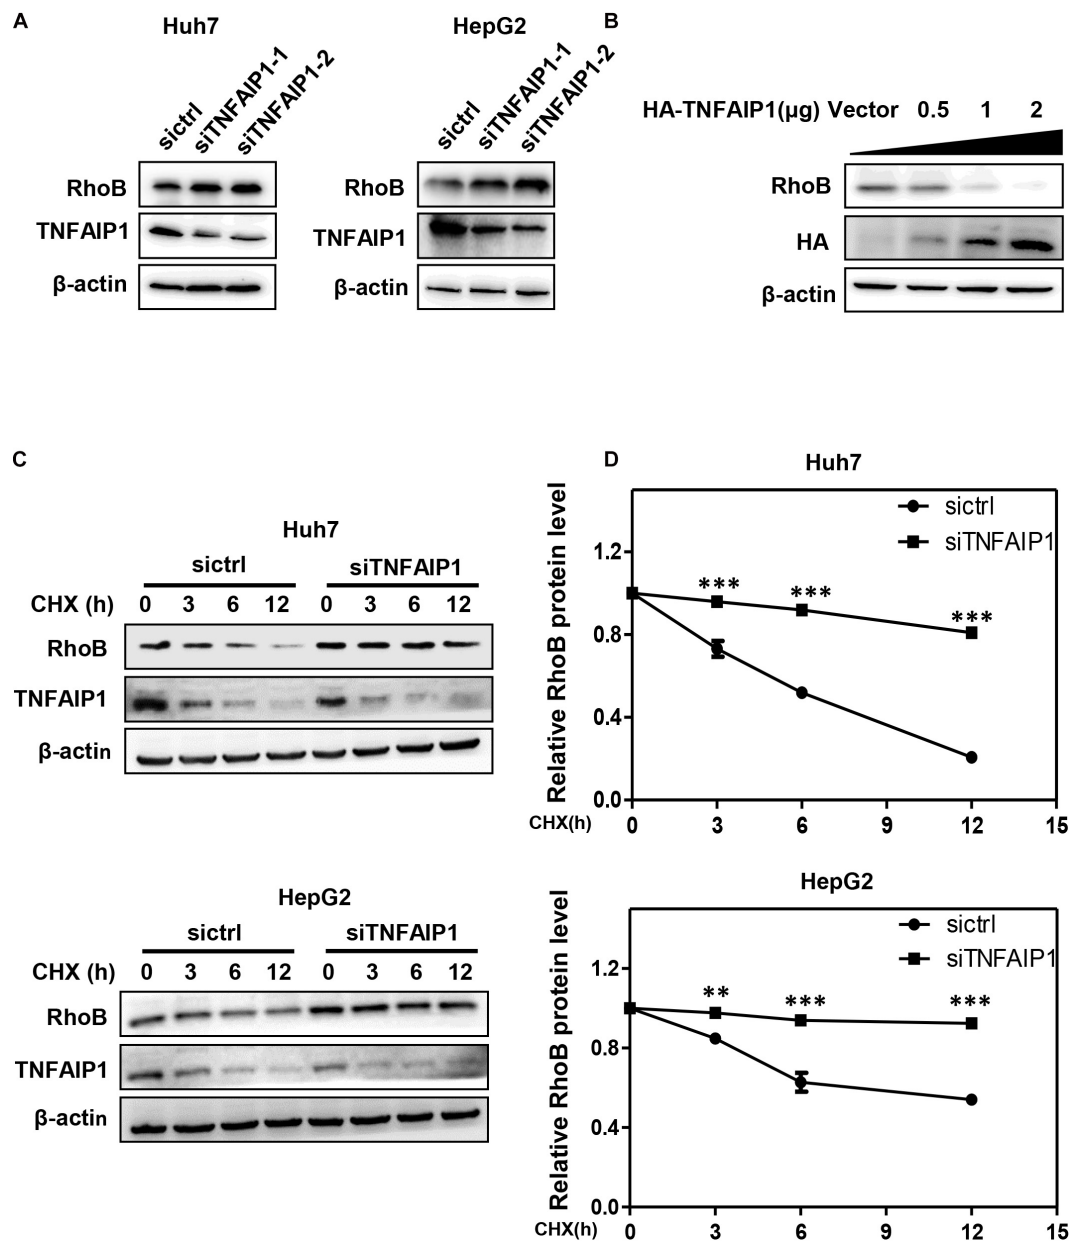 A
Huh7
HepG2
B
sictrl
siTNFAIP1-1
siTNFAIP1-2
sictrl
siTNFAIP1-1
siTNFAIP1-2
HA-TNFAIP1(μg) Vector 0.5 1 2
RhoB
TNFAIP1
β-actin
RhoB
TNFAIP1
β-actin
RhoB
HA
β-actin
C
Huh7
sictrl siTNFAIP1
CHX (h) 0 3 6 12 0 3 6 12
RhoB
TNFAIP1
β-actin
HepG2
sictrl siTNFAIP1
CHX (h) 0 3 6 12 0 3 6 12
RhoB
TNFAIP1
β-actin
D
Huh7
Relative RhoB protein level
sictrl
siTNFAIP1
1.2
0.8
0.4
0.0
***
***
***
CHX(h) 0 3 6 9 12 15
HepG2
Relative RhoB protein level
sictrl
siTNFAIP1
1.2
0.8
0.4
0.0
**
***
***
CHX(h) 0 3 6 9 12 15